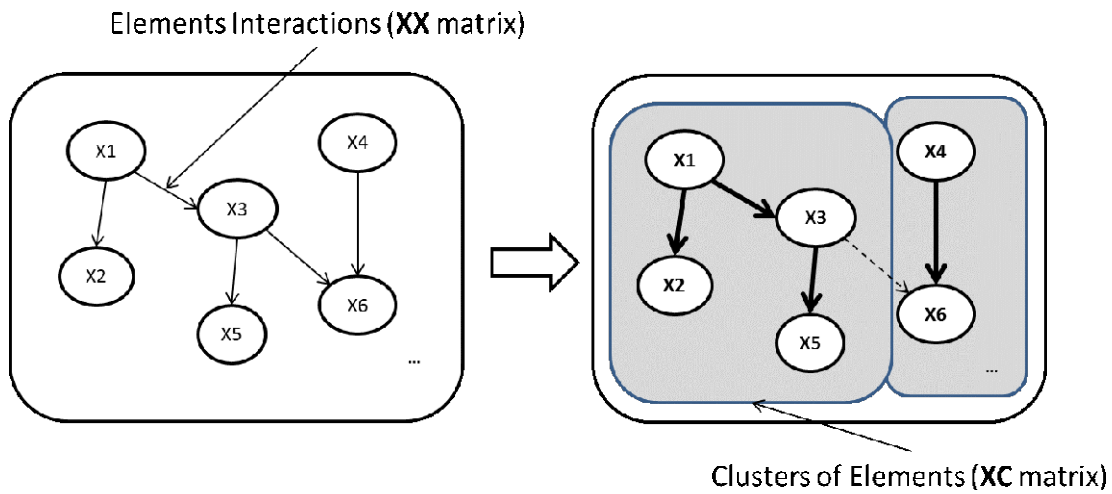 Elements Interactions (XX matrix)
X1
X4
X3
X2
X6
X5
...
X1
X4
X3
X2
X6
X5
...
Clusters of Elements (XC matrix)